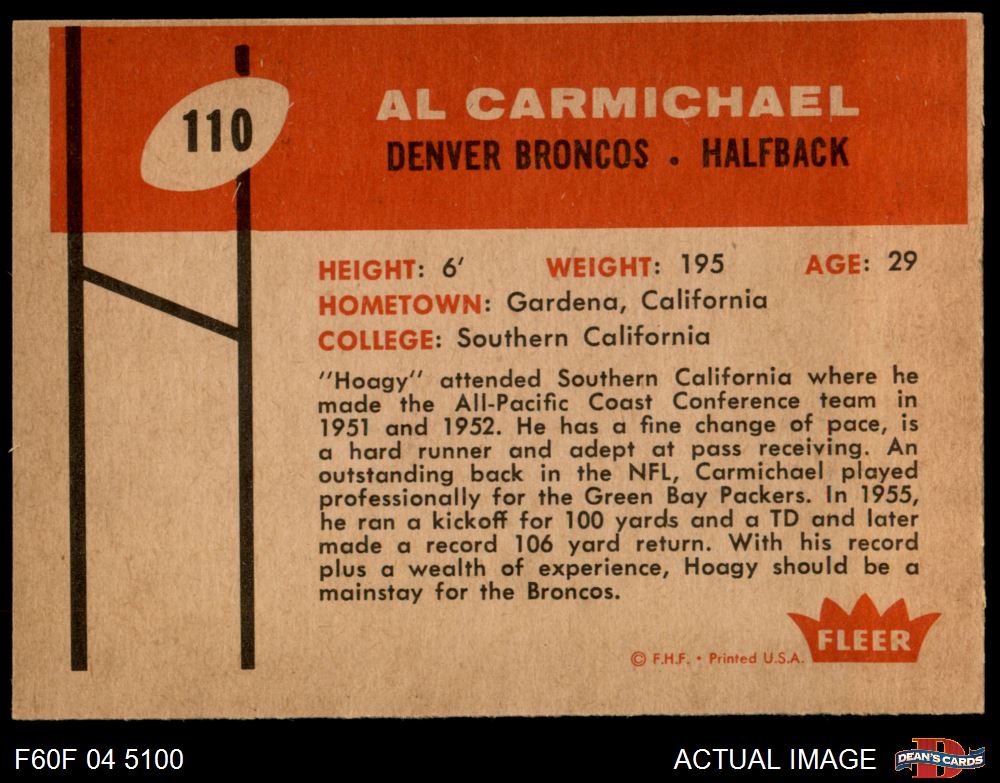 110
AL CARMICHAEL
DENVER BRONCOS . HALFBACK
HEIGHT: 6' WEIGHT: 195 AGE: 29
HOMETOWN: Gardena, California
COLLEGE: Southern California
"Hoagy" attended Southern California where he
made the All-Pacific Coast Conference team in
1951 and 1952. He has a fine change of pace, is
a hard runner and adept at pass receiving. An
outstanding back in the NFL, Carmichael played
professionally for the Green Bay Packers. In 1955,
he ran a kickoff for 100 yards and a TD and later
made a record 106 yard return. With his record
plus a wealth of experience, Hoagy should be a
mainstay for the Broncos.
© F.H.F. • Printed U.S.A.
FLEER
F60F 04 5100
ACTUAL IMAGE
D
DEAN'S CARDS